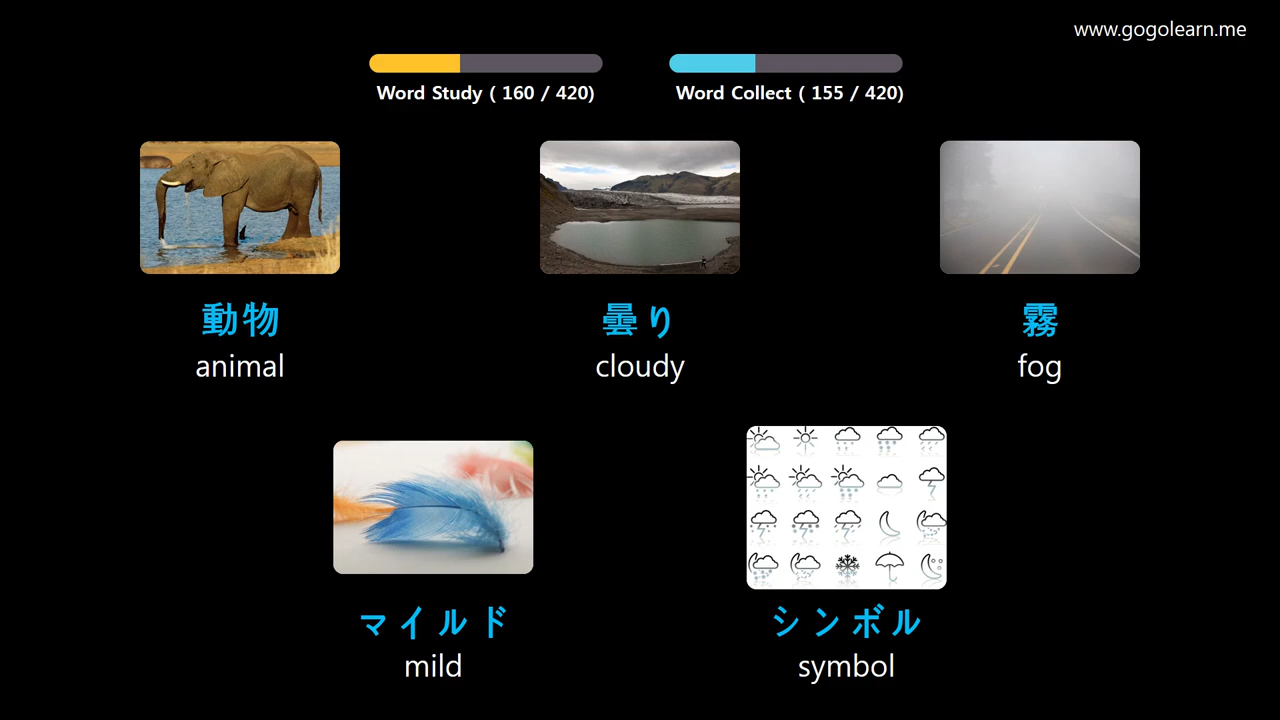 www.gogolearn.me
Word Study ( 160 / 420)
Word Collect ( 155 / 420)
動物
animal
曇り
cloudy
霧
fog
マイルド
mild
シンボル
symbol